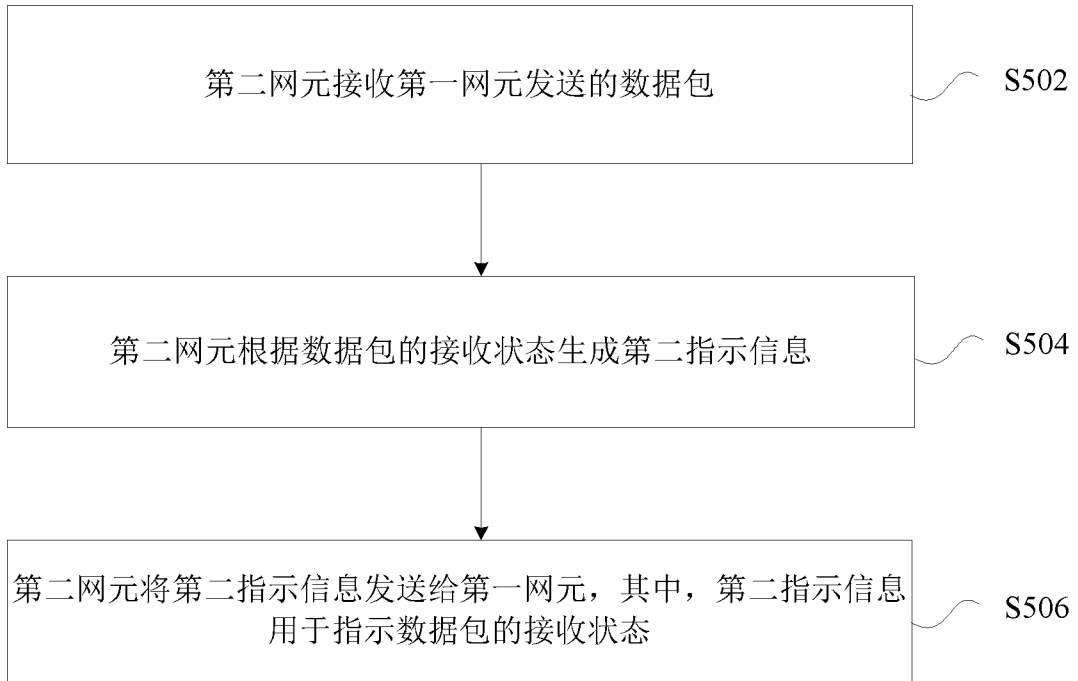 第二网元接收第一网元发送的数据包
S502
第二网元根据数据包的接收状态生成第二指示信息
S504
第二网元将第二指示信息发送给第一网元，其中，第二指示信息
用于指示数据包的接收状态
S506